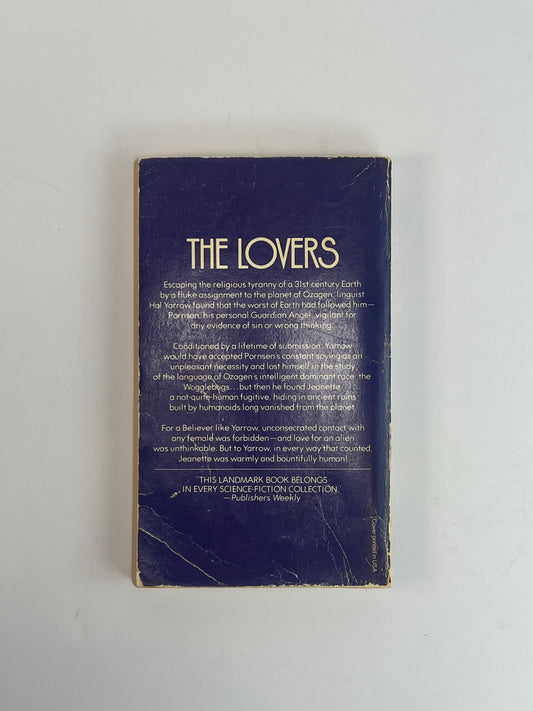 THE LOVERS
Escaping the religious tyranny of a 31st-century Earth
by a fluke assignment to the planet of Ozagen, linguist
Hal Yarrow found that the worst of Earth had followed him—
Pornsen, his personal Guardian Angel, vigilant for
any evidence of sin or wrong thinking.
Conditioned by a lifetime of submission, Yarrow
would have accepted Pornsen's constant spying as an
unpleasant necessity and lost himself in the study
of the language of Ozagen's intelligent dominant race, the
Wogglebugs...but then he found Jeanette,
a not-quite-human fugitive, hiding in ancient ruins
built by humanoids long vanished from the planet.
For a Believer like Yarrow, unconsecrated contact with
any female was forbidden—and love for an alien
was unthinkable. But to Yarrow, in every way that counted,
Jeanette was warmly and bountifully human!
"THIS LANDMARK BOOK BELONGS
IN EVERY SCIENCE-FICTION COLLECTION."
—Publishers Weekly
Cover printed in USA